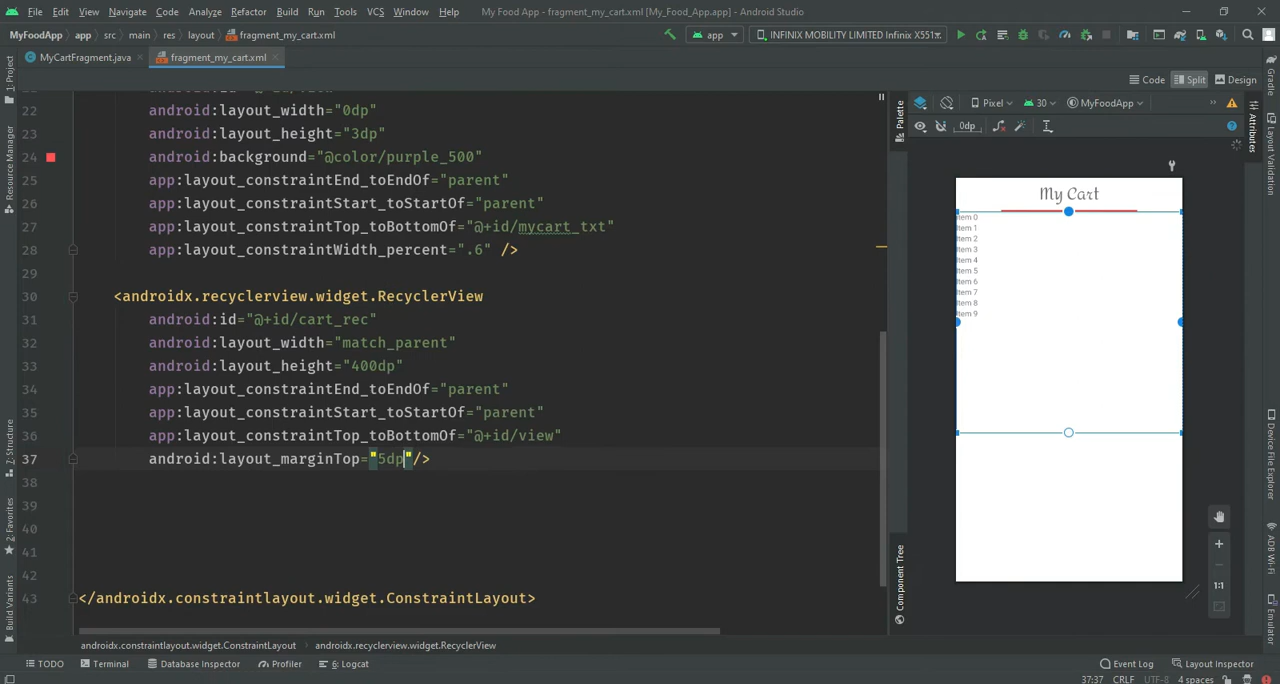 File Edit View Navigate Code Analyze Refactor Build Run Tools VCS Window Help My Food App - fragment_my_cart.xml [My_Food_App.app] - Android Studio
MyFoodApp app src main res layout fragment_my_cart.xml app INFINIX MOBILITY LIMITED Infinix X551
MyCartFragment.java fragment_my_cart.xml
Code Split Design
Pixel 30 MyFoodApp
0dp
22 android:layout_width="0dp"
23 android:layout_height="3dp"
24 android:background="@color/purple_500"
25 app:layout_constraintEnd_toEndOf="parent"
26 app:layout_constraintStart_toStartOf="parent"
27 app:layout_constraintTop_toBottomOf="@+id/mycart_txt"
28 app:layout_constraintWidth_percent=".6" />
29
30 <androidx.recyclerview.widget.RecyclerView
31 android:id="@+id/cart_rec"
32 android:layout_width="match_parent"
33 android:layout_height="400dp"
34 app:layout_constraintEnd_toEndOf="parent"
35 app:layout_constraintStart_toStartOf="parent"
36 app:layout_constraintTop_toBottomOf="@+id/view"
37 android:layout_marginTop="5dp"/>
38
39
40
41
42
43 </androidx.constraintlayout.widget.ConstraintLayout>
androidx.constraintlayout.widget.ConstraintLayout androidx.recyclerview.widget.RecyclerView
My Cart
Item 0
Item 1
Item 2
Item 3
Item 4
Item 5
Item 6
Item 7
Item 8
Item 9
1:1
1: Project
Resource Manager
7: Structure
2: Favorites
Build Variants
Palette
Component Tree
Attributes
Gradle
Layout Validation
Device File Explorer
ADB Wi-Fi
Emulator
TODO Terminal Database Inspector Profiler 6: Logcat Event Log Layout Inspector
37:37 CRLF UTF-8 4 spaces